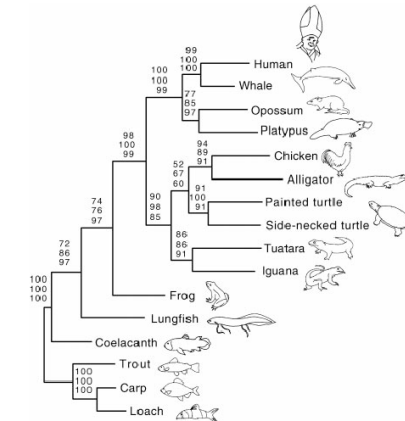 99
100
100
Human
100
100
99
Whale
77
85
97
Opossum
Platypus
98
100
99
94
89
91
Chicken
52
67
60
Alligator
91
100
91
Painted turtle
90
98
85
Side-necked turtle
74
76
97
86
86
91
Tuatara
Iguana
72
86
97
Frog
Lungfish
100
100
100
Coelacanth
Trout
100
100
100
Carp
Loach